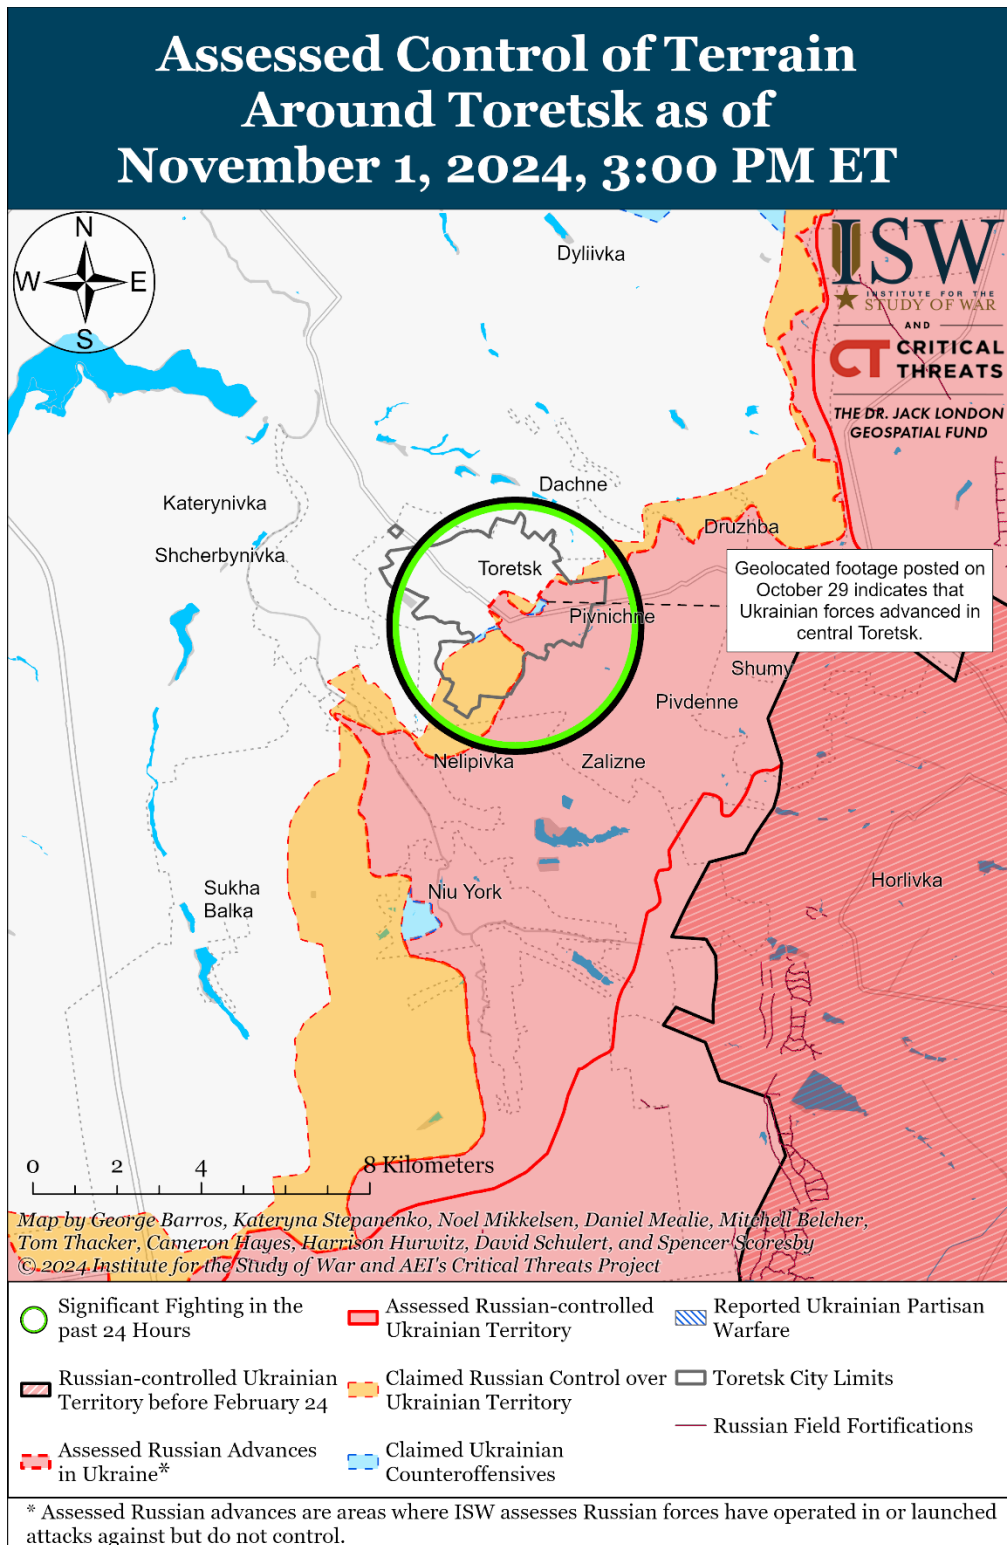 Assessed Control of Terrain
Around Toretsk as of
November 1, 2024, 3:00 PM ET
N
W
E
S
ISW
INSTITUTE FOR THE
STUDY OF WAR
AND
CT CRITICAL
THREATS
THE DR. JACK LONDON
GEOSPATIAL FUND
Dyliivka
Dachne
Katerynivka
Druzhba
Shcherbynivka
Toretsk
Geolocated footage posted on
October 29 indicates that
Ukrainian forces advanced in
central Toretsk.
Pivnichne
Shumy
Pivdenne
Nelipivka
Zalizne
Horlivka
Sukha
Balka
Niu York
0 2 4 8 Kilometers
Map by George Barros, Kateryna Stepanenko, Noel Mikkelsen, Daniel Mealie, Mitchell Belcher,
Tom Thacker, Cameron Hayes, Harrison Hurwitz, David Schulert, and Spencer Scoresby
© 2024 Institute for the Study of War and AEI's Critical Threats Project
Significant Fighting in the
past 24 Hours
Russian-controlled Ukrainian
Territory before February 24
Assessed Russian Advances
in Ukraine*
Assessed Russian-controlled
Ukrainian Territory
Claimed Russian Control over
Ukrainian Territory
Claimed Ukrainian
Counteroffensives
Reported Ukrainian Partisan
Warfare
Toretsk City Limits
Russian Field Fortifications
* Assessed Russian advances are areas where ISW assesses Russian forces have operated in or launched
attacks against but do not control.